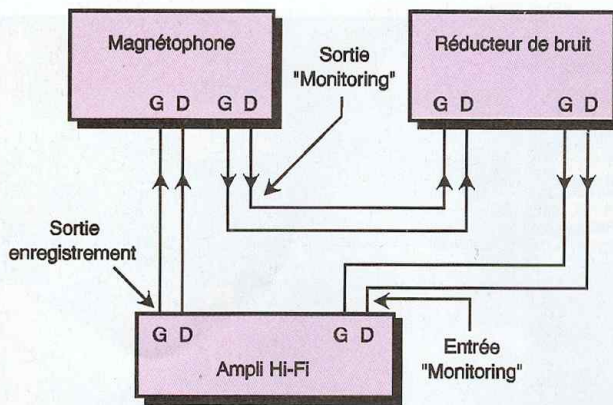 Magnétophone
G D G D
Sortie
"Monitoring"
Réducteur de bruit
G D G D
Sortie
enregistrement
G D G D
Ampli Hi-Fi
Entrée
"Monitoring"